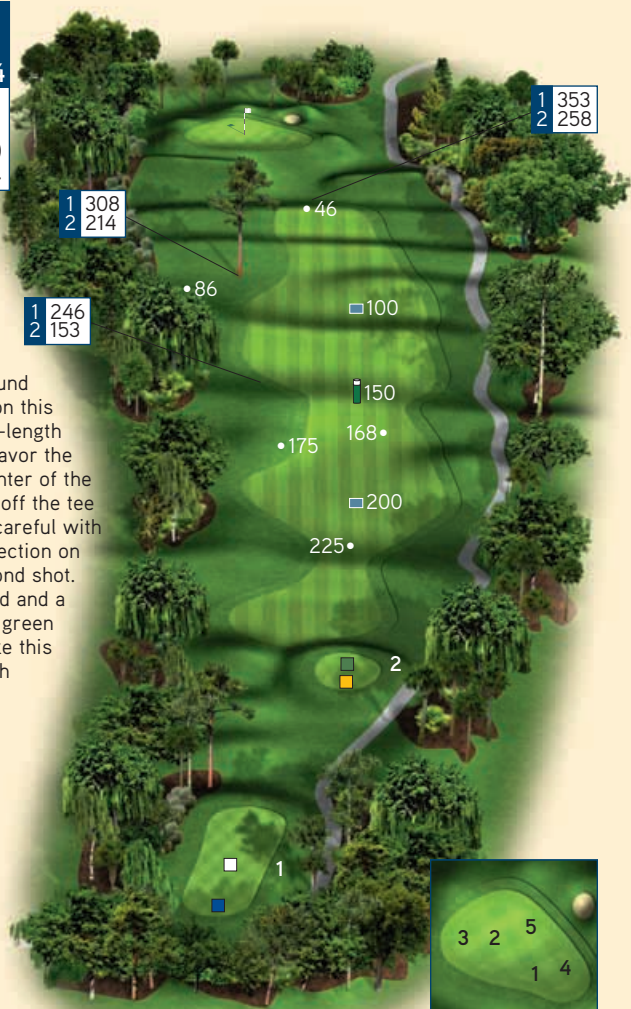 1 353
2 258
46
1 308
2 214
86
100
1 246
2 153
150
und
on this
-length
avor the
nter of the
off the tee
careful with
ection on
ond shot.
d and a
green
ke this
h
168
175
200
225
2
1
3 2 5
1 4